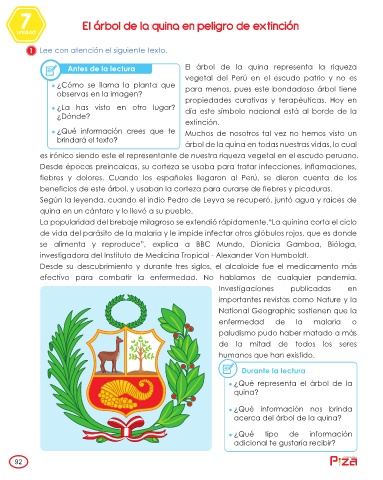 7
unidad
El árbol de la quina en peligro de extinción
1 Lee con atención el siguiente texto.
Antes de la lectura
¿Cómo se llama la planta que
observas en la imagen?
¿La has visto en otro lugar?
¿Dónde?
¿Qué información crees que te
brindará el texto?
El árbol de la quina representa la riqueza
vegetal del Perú en el escudo patrio y no es
para menos, pues este bondadoso árbol tiene
propiedades curativas y terapéuticas. Hoy en
día este símbolo nacional está al borde de la
extinción.
Muchos de nosotros tal vez no hemos visto un
árbol de la quina en todas nuestras vidas, lo cual
es irónico siendo este el representante de nuestra riqueza vegetal en el escudo peruano.
Desde épocas preincaicas, su corteza se usaba para tratar infecciones, inflamaciones,
fiebres y dolores. Cuando los españoles llegaron al Perú, se dieron cuenta de los
beneficios de este árbol, y usaban la corteza para curarse de fiebres y picaduras.
Según la leyenda, cuando el indio Pedro de Leyva se recuperó, juntó agua y raíces de
quina en un cántaro y lo llevó a su pueblo.
La popularidad del brebaje milagroso se extendió rápidamente."La quinina corta el ciclo
de vida del parásito de la malaria y le impide infectar otros glóbulos rojos, que es donde
se alimenta y reproduce", explica a BBC Mundo, Dionicia Gamboa, Bióloga,
investigadora del Instituto de Medicina Tropical - Alexander Von Humboldt.
Desde su descubrimiento y durante tres siglos, el alcaloide fue el medicamento más
efectivo para combatir la enfermedad. No hablamos de cualquier pandemia.
Investigaciones publicadas en
importantes revistas como Nature y la
National Geographic sostienen que la
enfermedad de la malaria o
paludismo pudo haber matado a más
de la mitad de todos los seres
humanos que han existido.
Durante la lectura
¿Qué representa el árbol de la
quina?
¿Qué información nos brinda
acerca del árbol de la quina?
¿Qué tipo de información
adicional te gustaría recibir?
92